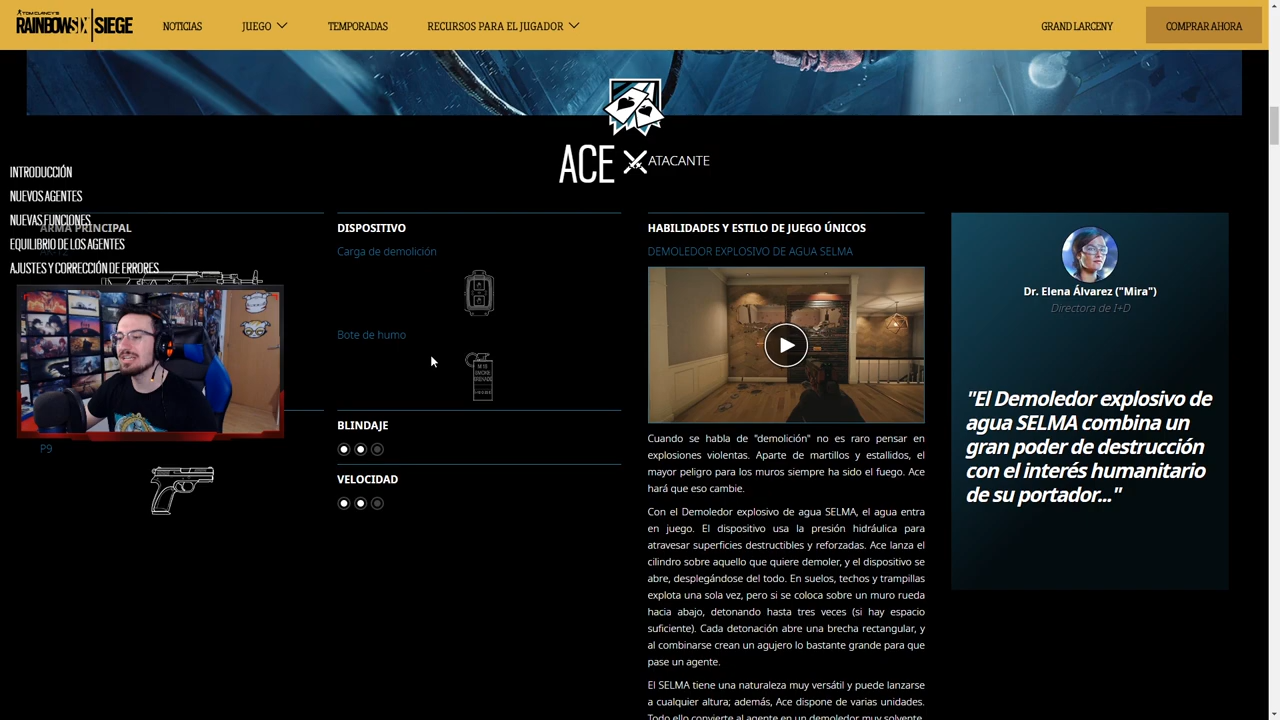 TOM CLANCY'S
RAINBOWSIX | SIEGE
NOTICIAS
JUEGO
TEMPORADAS
RECURSOS PARA EL JUGADOR
GRAND LARCENY
COMPRAR AHORA
ACE
ATACANTE
INTRODUCCIÓN
NUEVOS AGENTES
NUEVAS FUNCIONES
EQUILIBRIO DE LOS AGENTES
AJUSTES Y CORRECCIÓN DE ERRORES
ARMA PRINCIPAL
P9
DISPOSITIVO
Carga de demolición
Bote de humo
M 18
SMOKE
GRENADE
BLINDAJE
VELOCIDAD
HABILIDADES Y ESTILO DE JUEGO ÚNICOS
DEMOLEDOR EXPLOSIVO DE AGUA SELMA
Cuando se habla de "demolición" no es raro pensar en
explosiones violentas. Aparte de martillos y estallidos, el
mayor peligro para los muros siempre ha sido el fuego. Ace
hará que eso cambie.
Con el Demoledor explosivo de agua SELMA, el agua entra
en juego. El dispositivo usa la presión hidráulica para
atravesar superficies destructibles y reforzadas. Ace lanza el
cilindro sobre aquello que quiere demoler, y el dispositivo se
abre, desplegándose del todo. En suelos, techos y trampillas
explota una sola vez, pero si se coloca sobre un muro rueda
hacia abajo, detonando hasta tres veces (si hay espacio
suficiente). Cada detonación abre una brecha rectangular, y
al combinarse crean un agujero lo bastante grande para que
pase un agente.
El SELMA tiene una naturaleza muy versátil y puede lanzarse
a cualquier altura; además, Ace dispone de varias unidades.
Todo ello convierte al agente en un demoledor muy solvente,
Dr. Elena Álvarez ("Mira")
Directora de I+D
"El Demoledor explosivo de
agua SELMA combina un
gran poder de destrucción
con el interés humanitario
de su portador..."